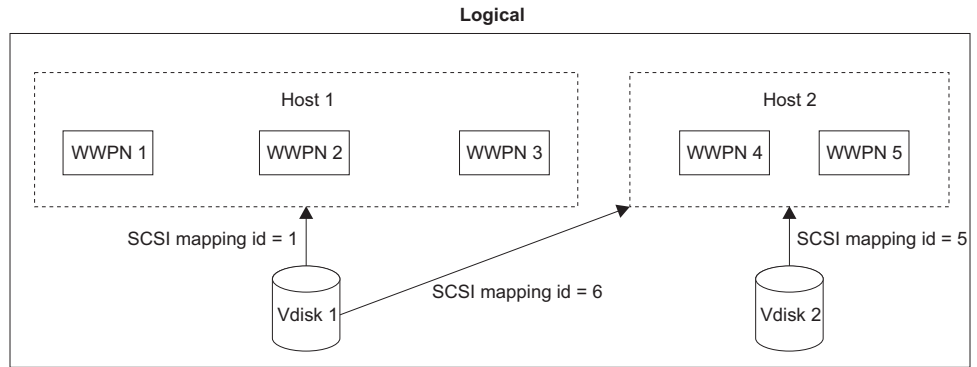 Logical
Host 1
Host 2
WWPN 1
WWPN 2
WWPN 3
WWPN 4
WWPN 5
SCSI mapping id = 1
SCSI mapping id = 5
SCSI mapping id = 6
Vdisk 1
Vdisk 2